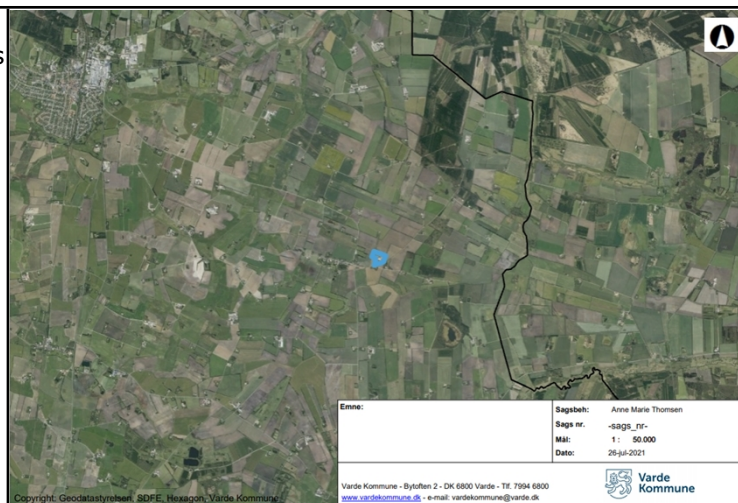 s
Emne:
Sagsbeh: Anne Marie Thomsen
Sags nr. -sags_nr-
Mål: 1 : 50.000
Dato: 26-jul-2021
Varde Kommune - Bytoften 2 - DK 6800 Varde - Tlf. 7994 6800
www.vardekommune.dk - e-mail: vardekommune@varde.dk
Varde
Kommune
Copyright: Geodatastyrelsen, SDFE, Hexagon, Varde Kommune